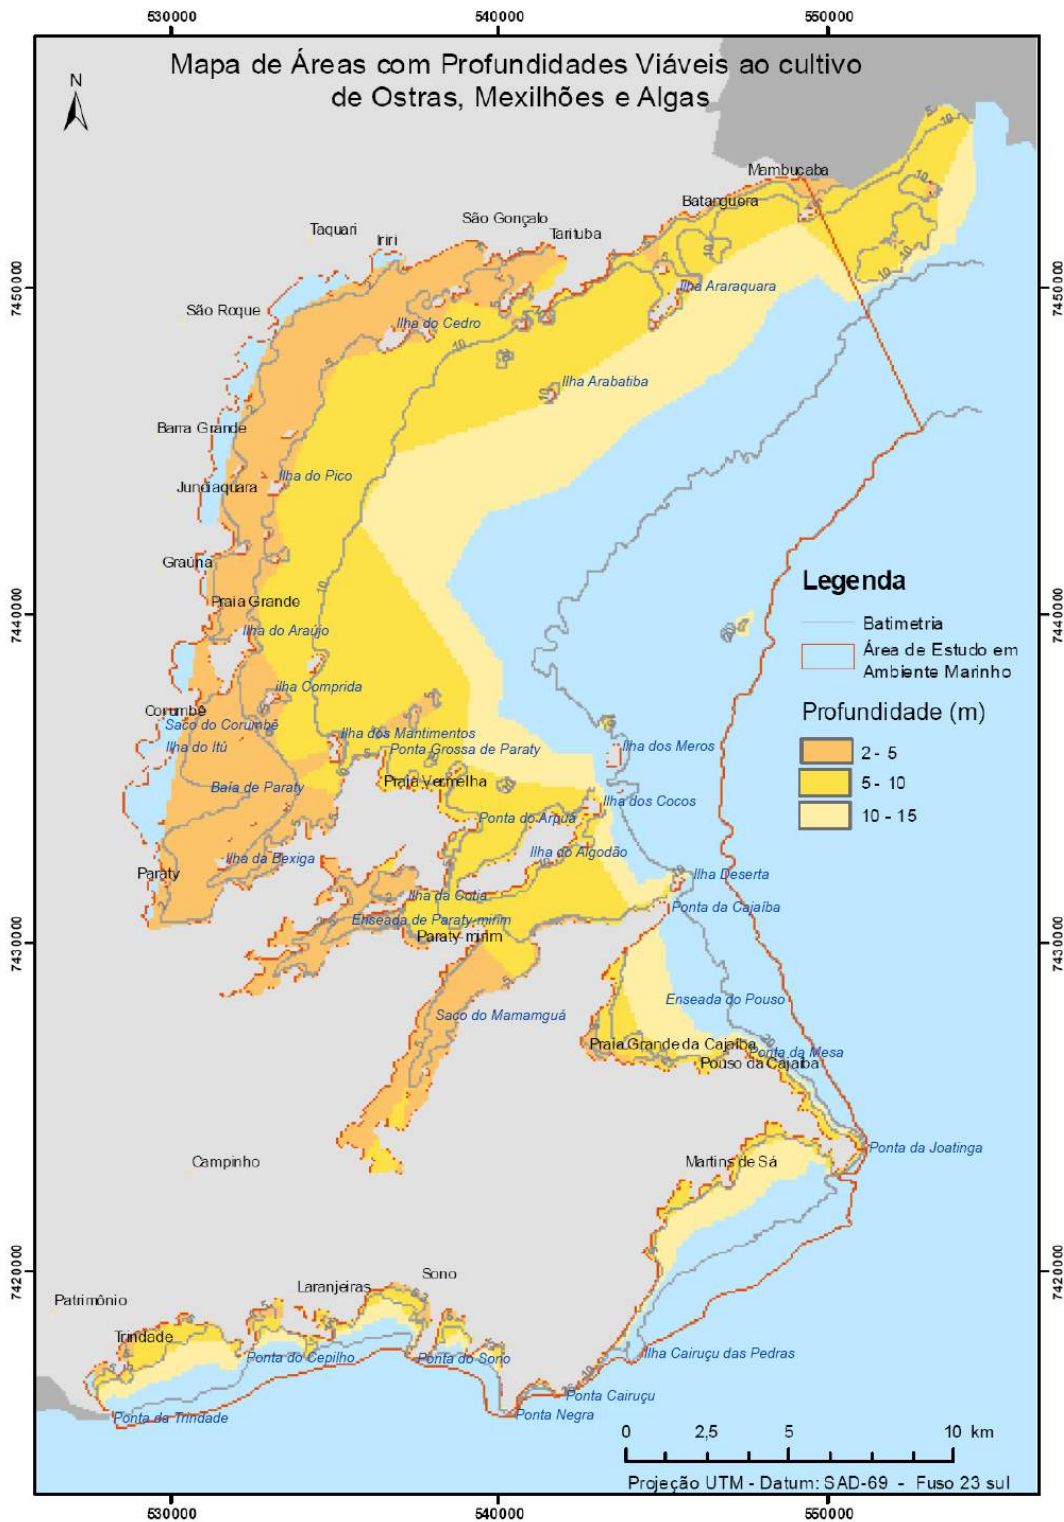 530000 540000 550000
Mapa de Áreas com Profundidades Viáveis ao cultivo
de Ostras, Mexilhões e Algas
N
Mambucaba
Batanguera
São Gonçalo
Taquari
Tarituba
Iriri
7450000 7450000
Ilha Araraquara
São Roque
Ilha do Cedro
Ilha Arabatiba
Barra Grande
Ilha do Pico
Jundiaquara
Graúna
Legenda
Praia Grande
7440000 7440000
Batimetria
Ilha do Araújo
Área de Estudo em
Ambiente Marinho
ilha Comprida
Corumbê
Profundidade (m)
Saco do Corumbê
Ilha dos Mantimentos
Ilha do Itú
Ponta Grossa de Paraty
Ilha dos Meros
2 - 5
Praia Vermelha
5 - 10
Baía de Paraty
Ilha dos Cocos
10 - 15
Ponta do Arquá
Ilha do Algodão
Ilha da Bexiga
Paraty
Ilha Deserta
Ilha da Cotia
Ponta da Cajaíba
Enseada de Paraty-mirim
Paraty-mirim
7430000 7430000
Enseada do Pouso
Saco do Mamamguá
Praia Grande da Cajaíba
Ponta da Mesa
Pouso da Cajaíba
Ponta da Joatinga
Campinho
Martins de Sá
7420000 7420000
Sono
Laranjeiras
Patrimônio
Trindade
Ilha Cairuçu das Pedras
Ponta do Cepilho
Ponta do Sono
Ponta Cairuçu
Ponta Negra
Ponta da Trindade
0 2,5 5 10 km
Projeção UTM - Datum: SAD-69 - Fuso 23 sul
530000 540000 550000